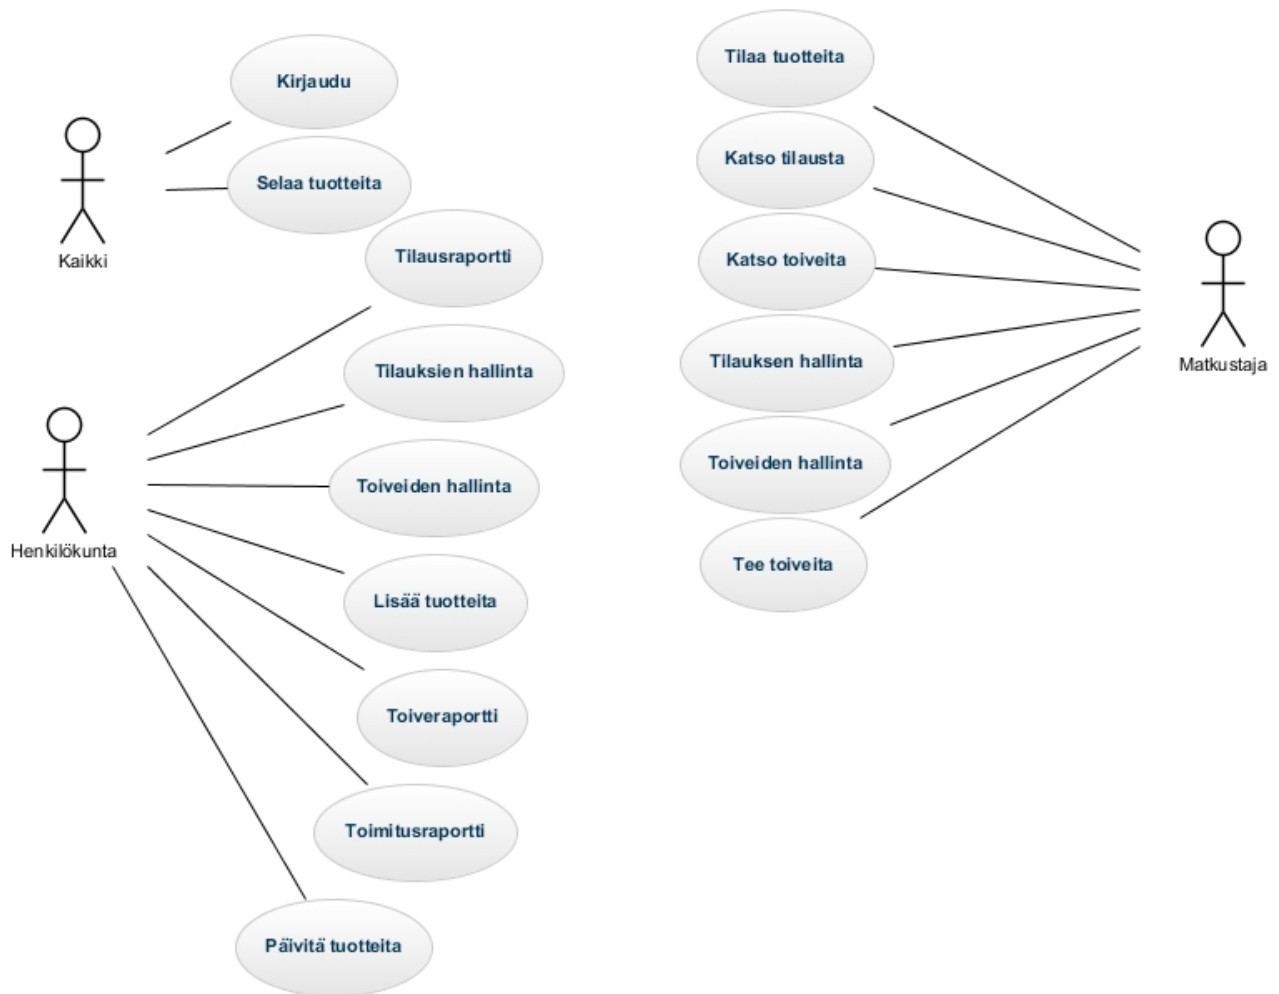 Kirjaudu
Selaa tuotteita
Kaikki
Tilausraportti
Tilauksien hallinta
Toiveiden hallinta
Henkilökunta
Lisää tuotteita
Toiveraportti
Toimitusraportti
Päivitä tuotteita
Tilaa tuotteita
Katso tilausta
Katso toiveita
Tilauksen hallinta
Matkustaja
Toiveiden hallinta
Tee toiveita